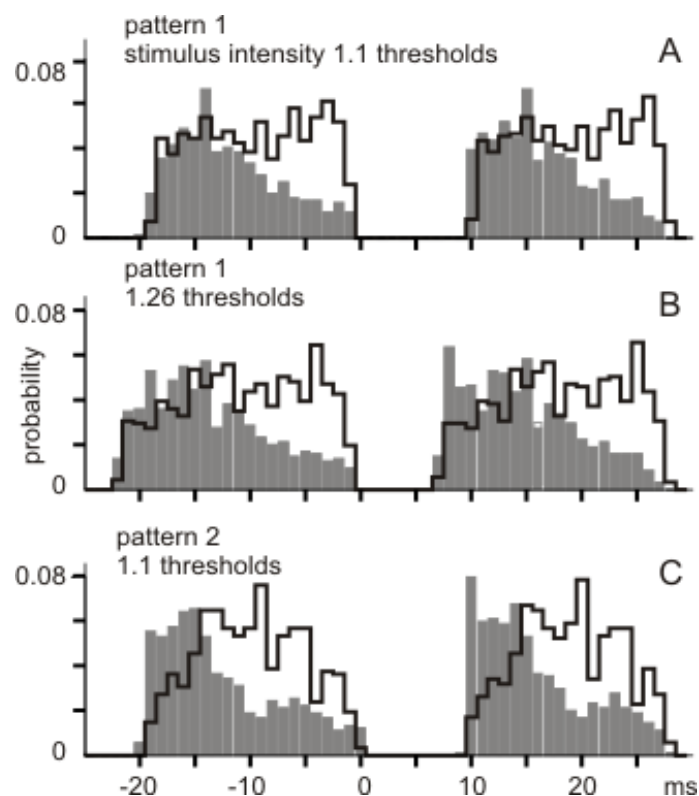 pattern 1
stimulus intensity 1.1 thresholds
A
0.08
0
pattern 1
1.26 thresholds
B
0.08
probability
0
pattern 2
1.1 thresholds
C
0.08
0
-20 -10 0 10 20 ms